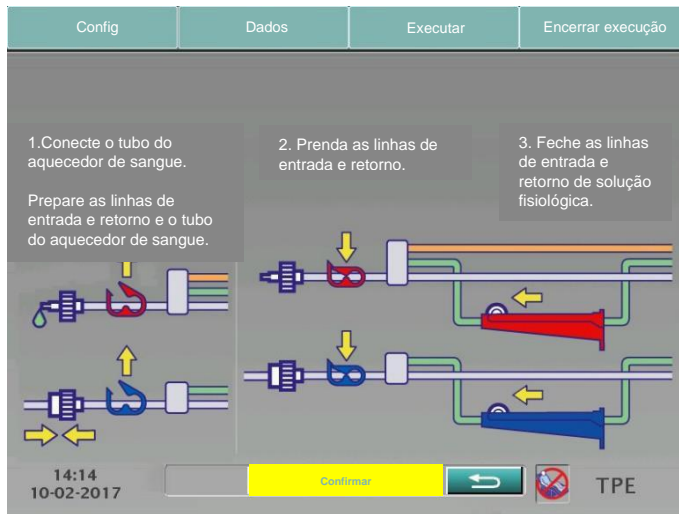 Config
Dados
Executar
Encerrar execução
1.Conecte o tubo do
aquecedor de sangue.
Prepare as linhas de
entrada e retorno e o tubo
do aquecedor de sangue.
2. Prenda as linhas de
entrada e retorno.
3. Feche as linhas
de entrada e
retorno de solução
fisiológica.
14:14
10-02-2017
Confirmar
TPE